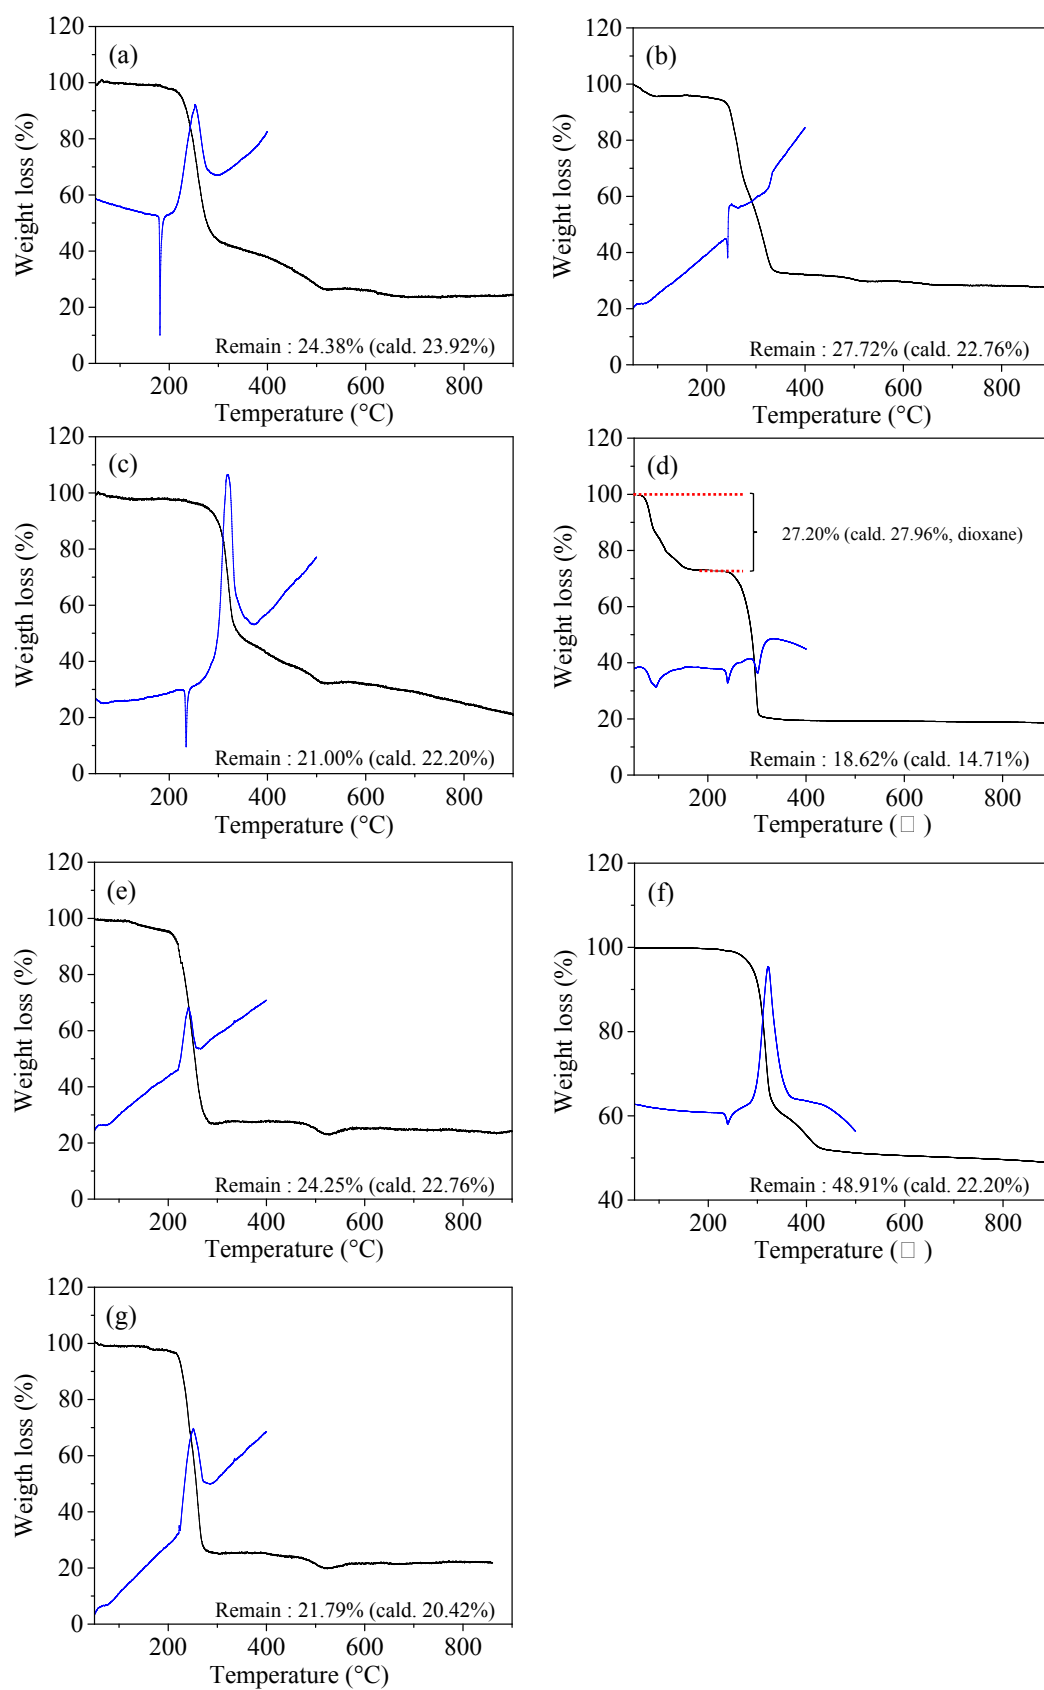 (a)
120
100
80
60
40
20
0
Weight loss (%)
Remain : 24.38% (cald. 23.92%)
200 400 600 800
Temperature (°C)
(b)
120
100
80
60
40
20
0
Weight loss (%)
Remain : 27.72% (cald. 22.76%)
200 400 600 800
Temperature (°C)
(c)
120
100
80
60
40
20
0
Weigth loss (%)
Remain : 21.00% (cald. 22.20%)
200 400 600 800
Temperature (°C)
(d)
120
100
80
60
40
20
0
Weight loss (%)
27.20% (cald. 27.96%, dioxane)
Remain : 18.62% (cald. 14.71%)
200 400 600 800
Temperature (□ )
(e)
120
100
80
60
40
20
0
Weight loss (%)
Remain : 24.25% (cald. 22.76%)
200 400 600 800
Temperature (°C)
(f)
120
100
80
60
40
Weight loss (%)
Remain : 48.91% (cald. 22.20%)
200 400 600 800
Temperature (□ )
(g)
120
100
80
60
40
20
0
Weigth loss (%)
Remain : 21.79% (cald. 20.42%)
200 400 600 800
Temperature (°C)